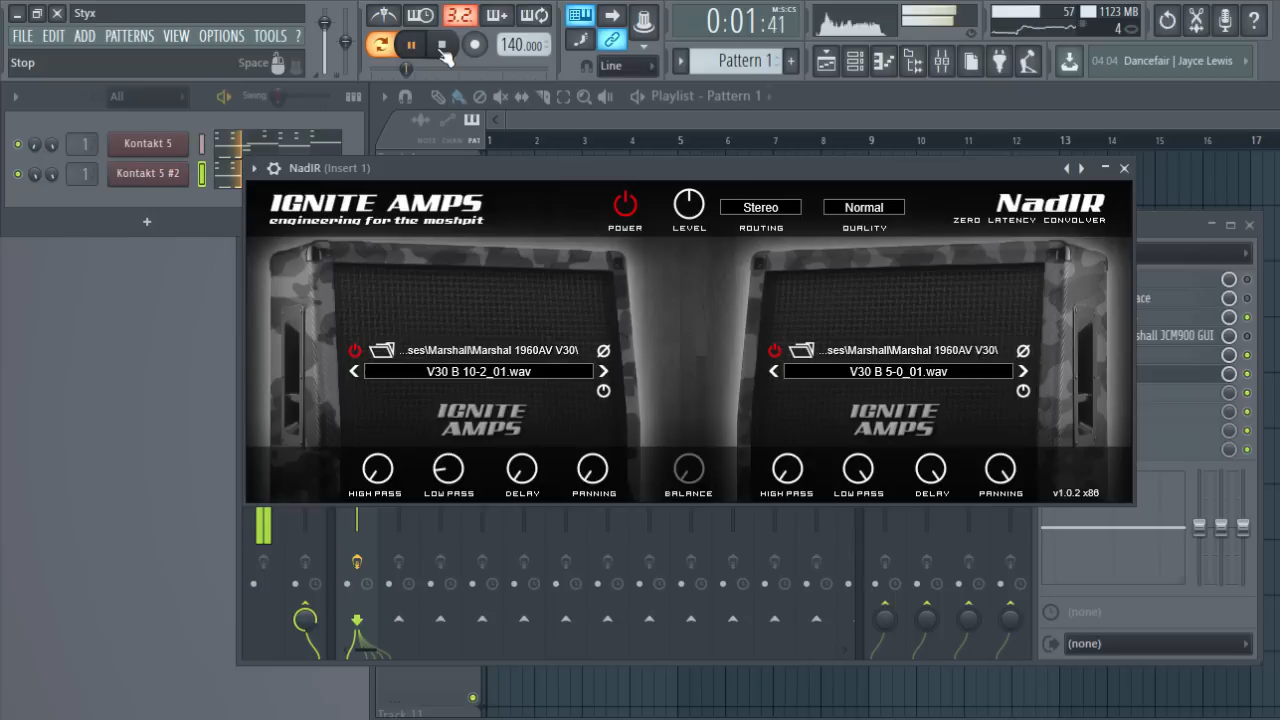 Styx
3.2.
FILE EDIT ADD PATTERNS VIEW OPTIONS TOOLS ?
Stop
Space
140.000
0:01:41
M:S:CS
57
1123 MB
4
Line
Pattern 1
04 04 Dancefair | Jayce Lewis
All
Swing
Playlist - Pattern 1
NOTE CHAN PAT
1 2 3 4 5 6 7 8 9 10 11 12 13 14 15 16 17
1 Kontakt 5
1 Kontakt 5 #2
NadIR (Insert 1)
IGNITE AMPS
engineering for the moshpit
POWER
LEVEL
Stereo
ROUTING
Normal
QUALITY
NadIR
ZERO LATENCY CONVOLVER
...ses\Marshall\Marshal 1960AV V30\
V30 B 10-2_01.wav
IGNITE
AMPS
...ses\Marshall\Marshal 1960AV V30\
V30 B 5-0_01.wav
IGNITE
AMPS
HIGH PASS LOW PASS DELAY PANNING BALANCE HIGH PASS LOW PASS DELAY PANNING
v1.0.2 x86
ace
shall JCM900 GUI
(none)
(none)
Track 11